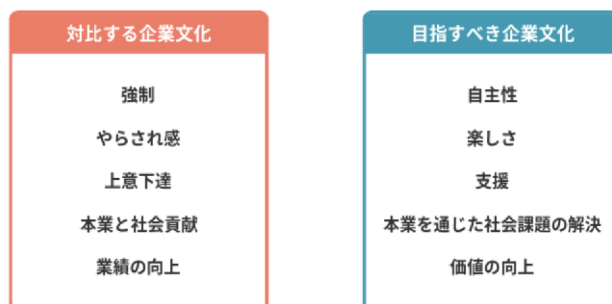 対比する企業文化
強制
やらされ感
上意下達
本業と社会貢献
業績の向上
目指すべき企業文化
自主性
楽しさ
支援
本業を通じた社会課題の解決
価値の向上